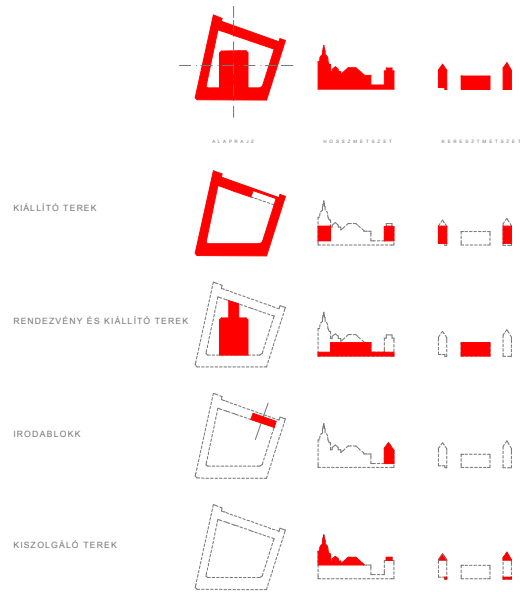 ALAPRAJZ HOSSZMETSZET KERESZTMETSZET
KIÁLLÍTÓ TEREK
RENDEZVÉNY ÉS KIÁLLÍTÓ TEREK
IRODABLOKK
KISZOLGÁLÓ TEREK